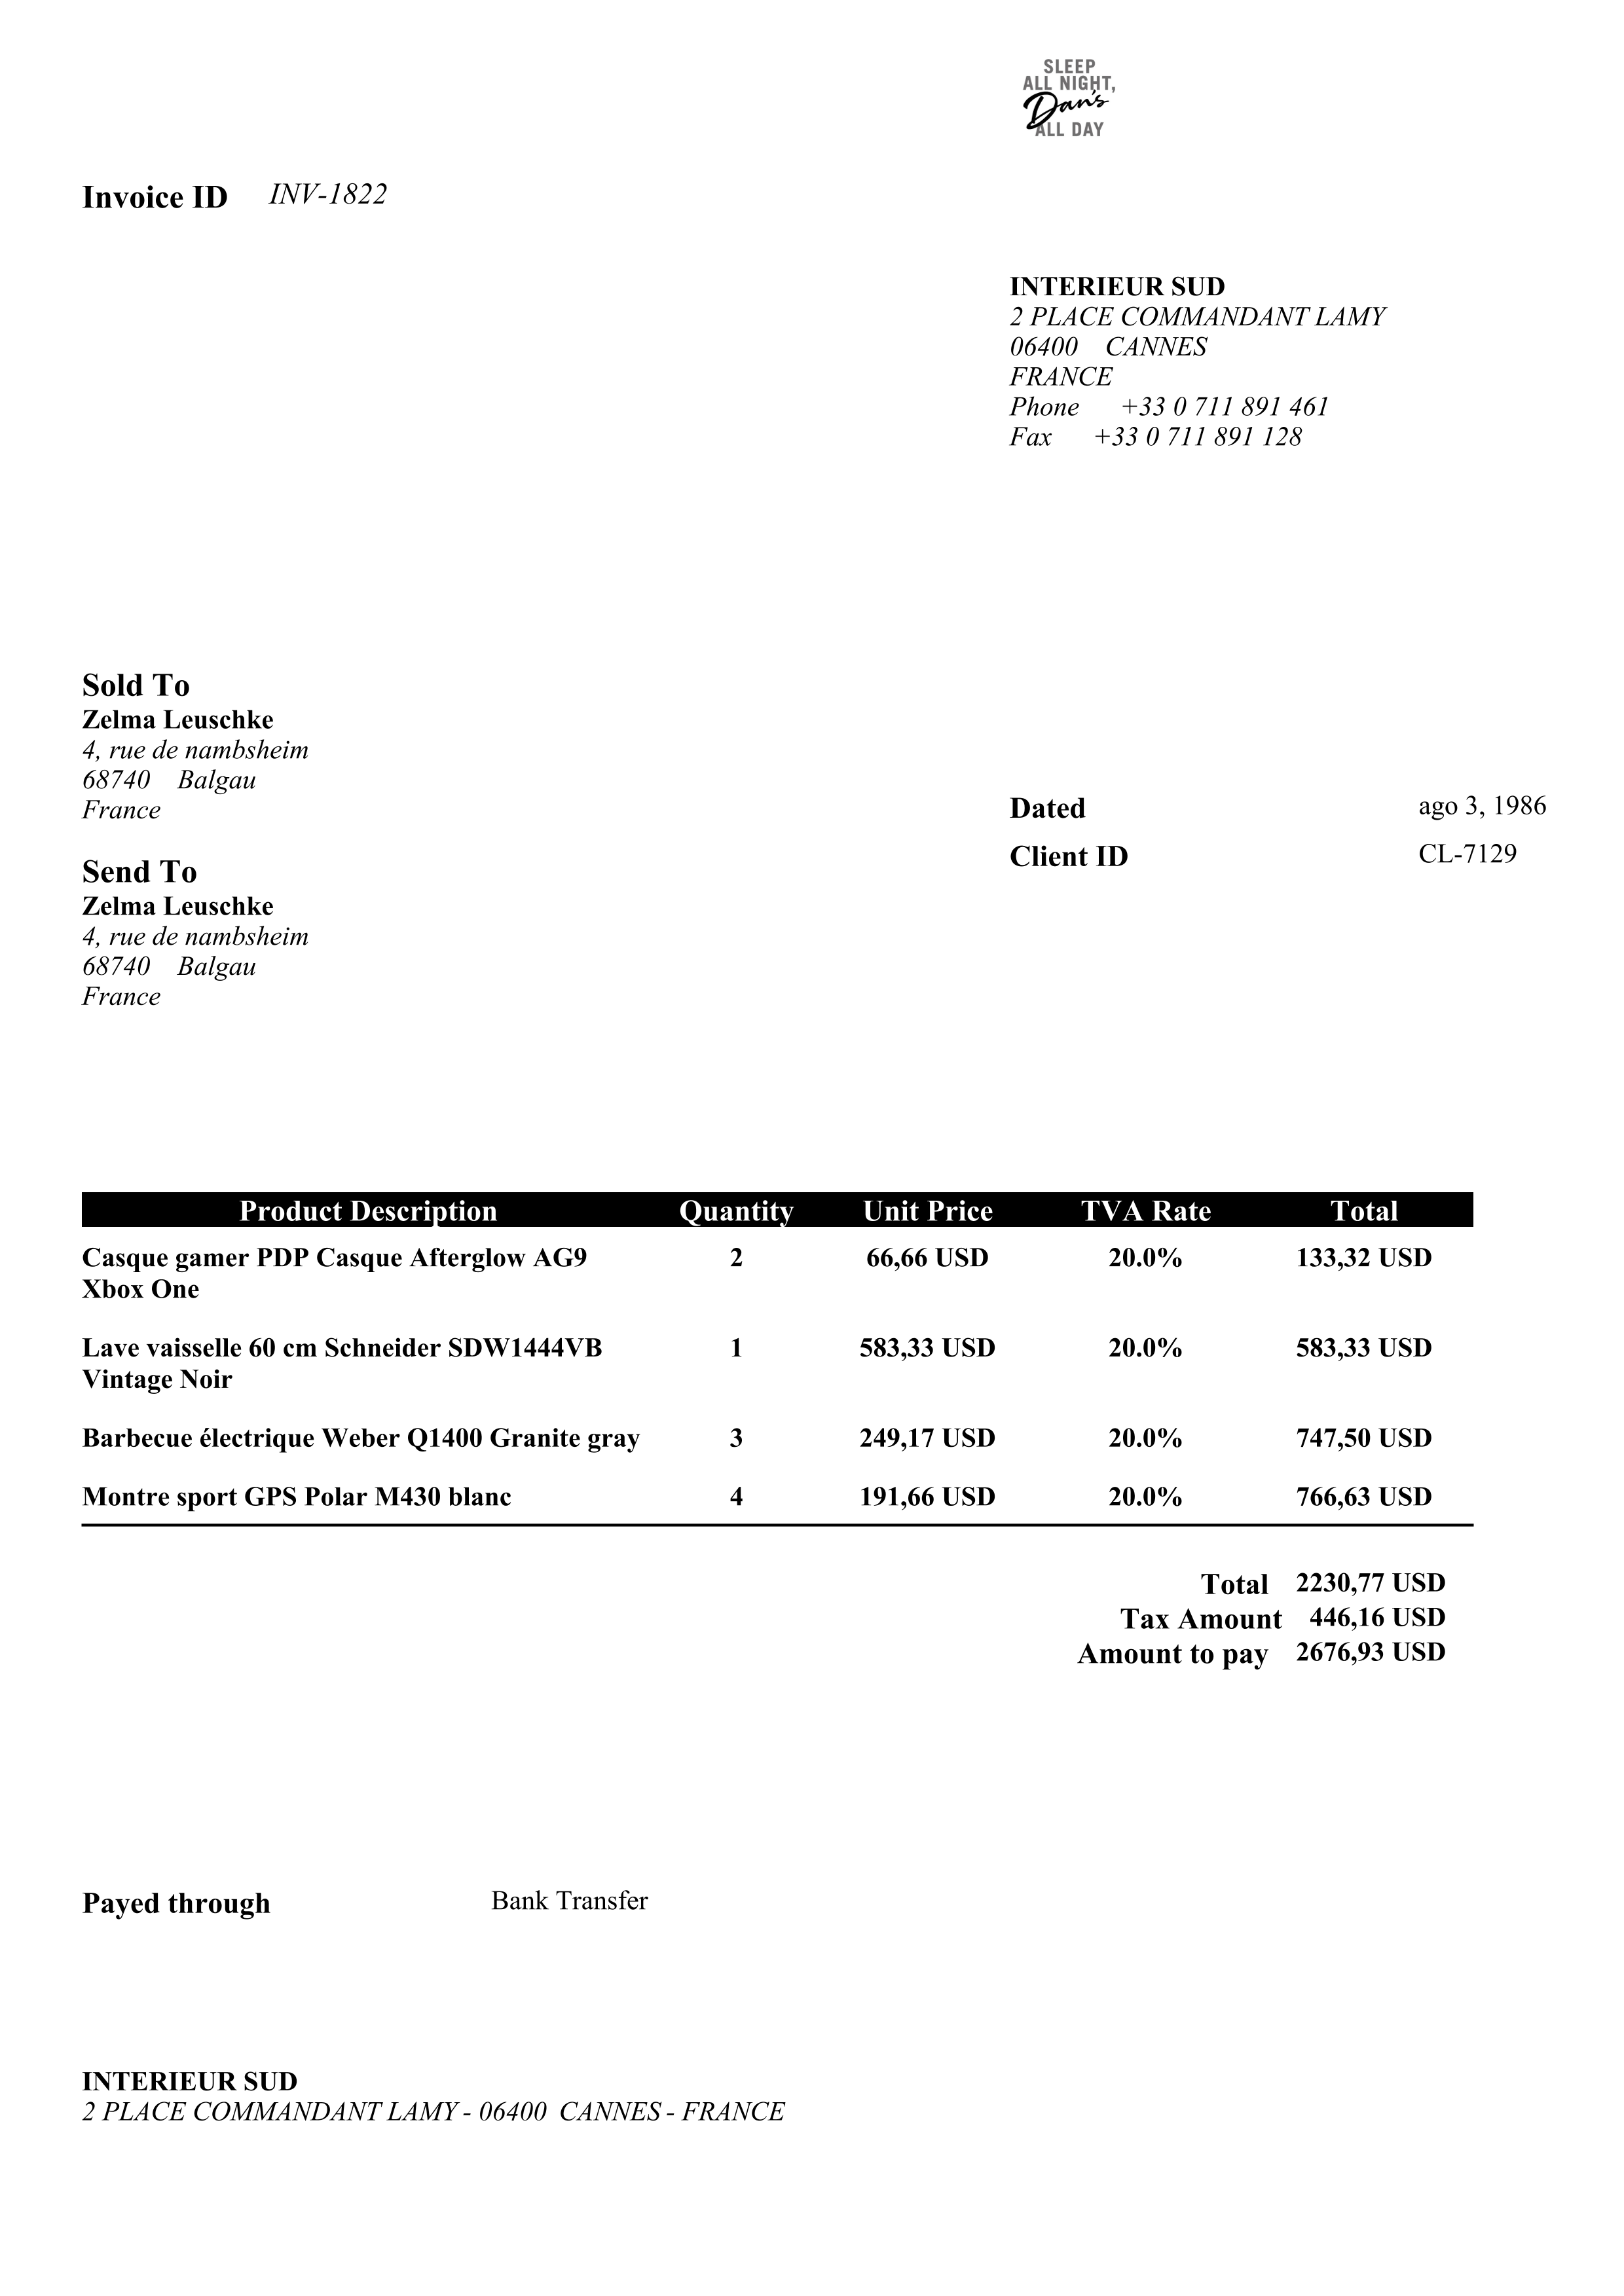 SLEEP
ALL NIGHT,
Dan's
ALL DAY
Invoice ID INV-1822
INTERIEUR SUD
2 PLACE COMMANDANT LAMY
06400 CANNES
FRANCE
Phone +33 0 711 891 461
Fax +33 0 711 891 128
Sold To
Zelma Leuschke
4, rue de nambsheim
68740 Balgau
France
Dated ago 3, 1986
Client ID CL-7129
Send To
Zelma Leuschke
4, rue de nambsheim
68740 Balgau
France
Product Description Quantity Unit Price TVA Rate Total
Casque gamer PDP Casque Afterglow AG9 2 66,66 USD 20.0% 133,32 USD
Xbox One
Lave vaisselle 60 cm Schneider SDW1444VB 1 583,33 USD 20.0% 583,33 USD
Vintage Noir
Barbecue électrique Weber Q1400 Granite gray 3 249,17 USD 20.0% 747,50 USD
Montre sport GPS Polar M430 blanc 4 191,66 USD 20.0% 766,63 USD
Total 2230,77 USD
Tax Amount 446,16 USD
Amount to pay 2676,93 USD
Payed through Bank Transfer
INTERIEUR SUD
2 PLACE COMMANDANT LAMY - 06400 CANNES - FRANCE